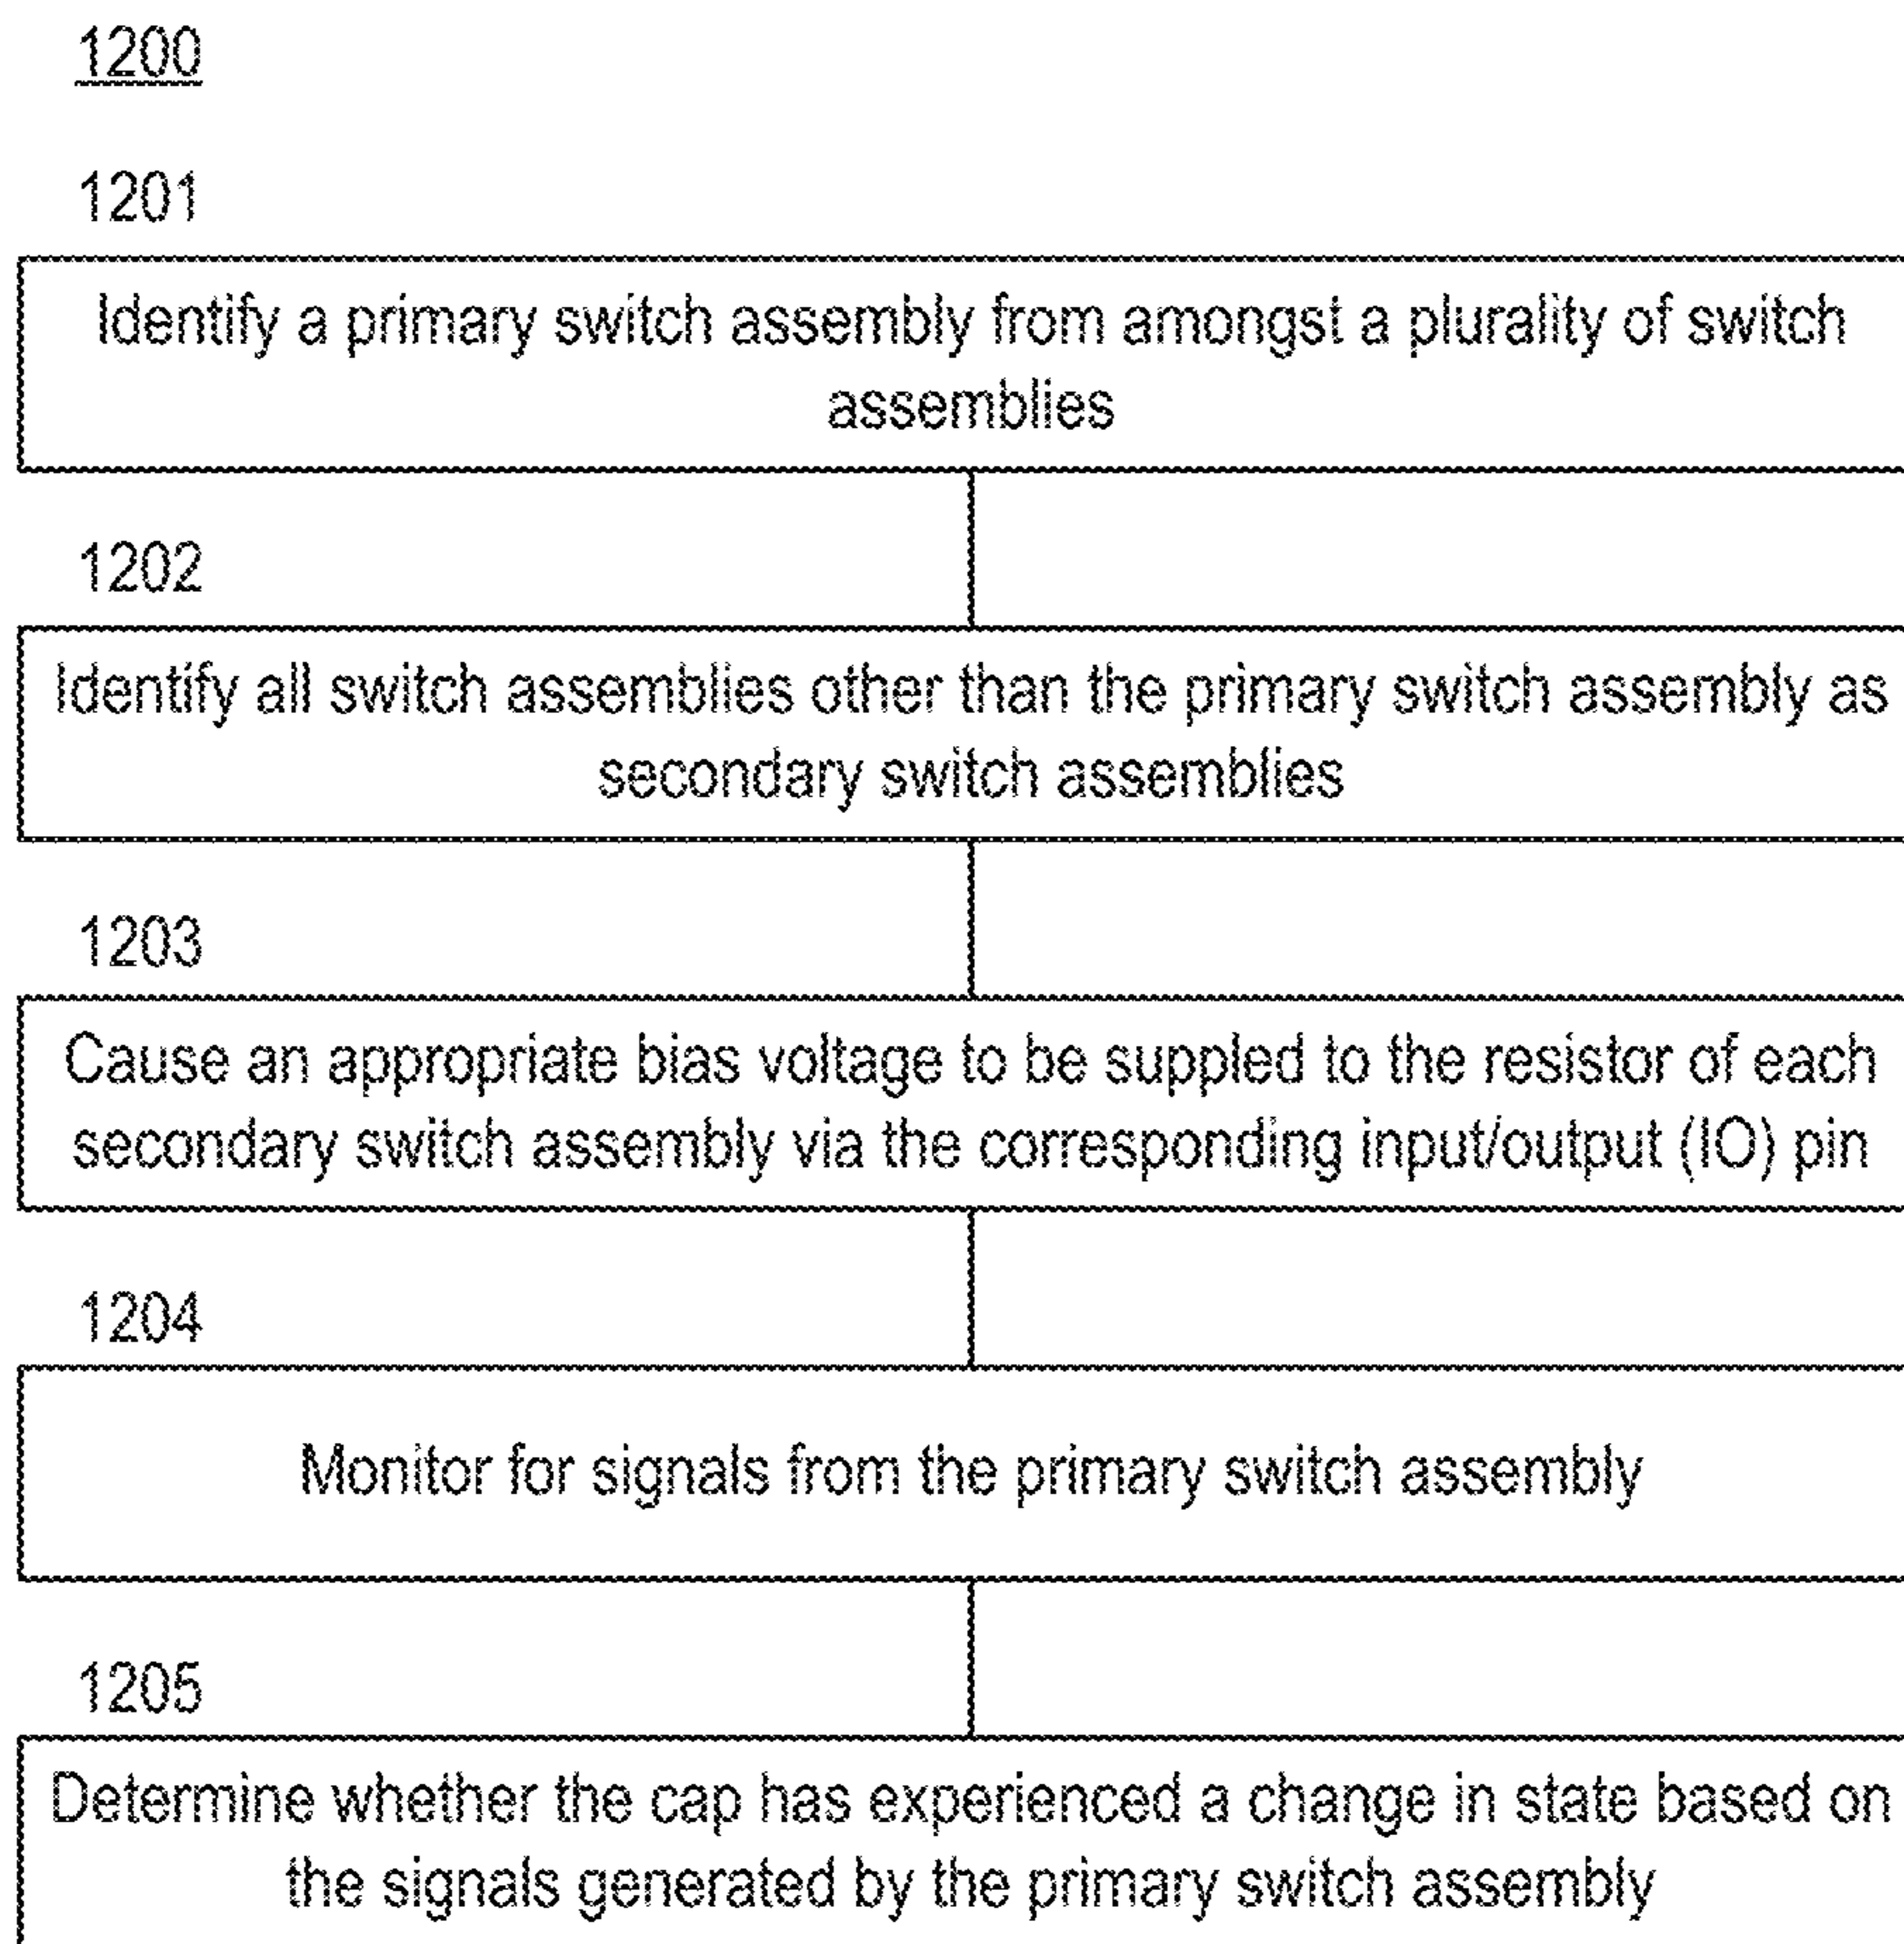 1200
1201
Identify a primary switch assembly from amongst a plurality of switch
assemblies
1202
Identify all switch assemblies other than the primary switch assembly as
secondary switch assemblies
1203
Cause an appropriate bias voltage to be suppled to the resistor of each
secondary switch assembly via the corresponding input/output (IO) pin
1204
Monitor for signals from the primary switch assembly
1205
Determine whether the cap has experienced a change in state based on
the signals generated by the primary switch assembly